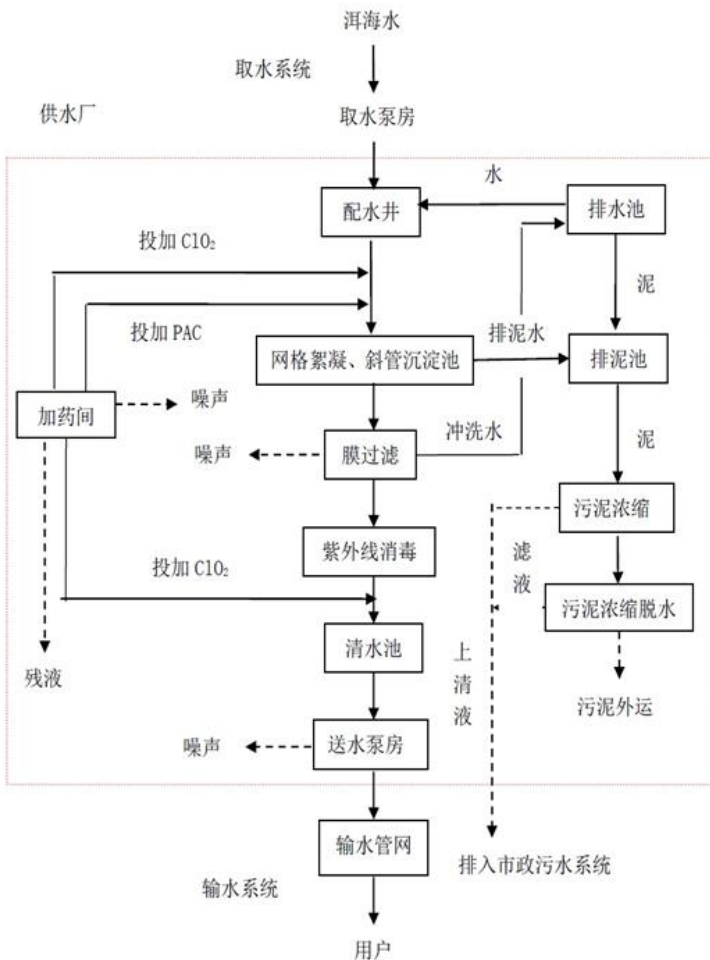 洱海水
取水系统
供水厂
取水泵房
水
配水井
排水池
投加 ClO₂
泥
投加 PAC
排泥水
网格絮凝、斜管沉淀池
排泥池
加药间
噪声
冲洗水
泥
噪声
膜过滤
污泥浓缩
紫外线消毒
滤液
投加 ClO₂
污泥浓缩脱水
清水池
上清液
残液
污泥外运
噪声
送水泵房
输水管网
排入市政污水系统
输水系统
用户